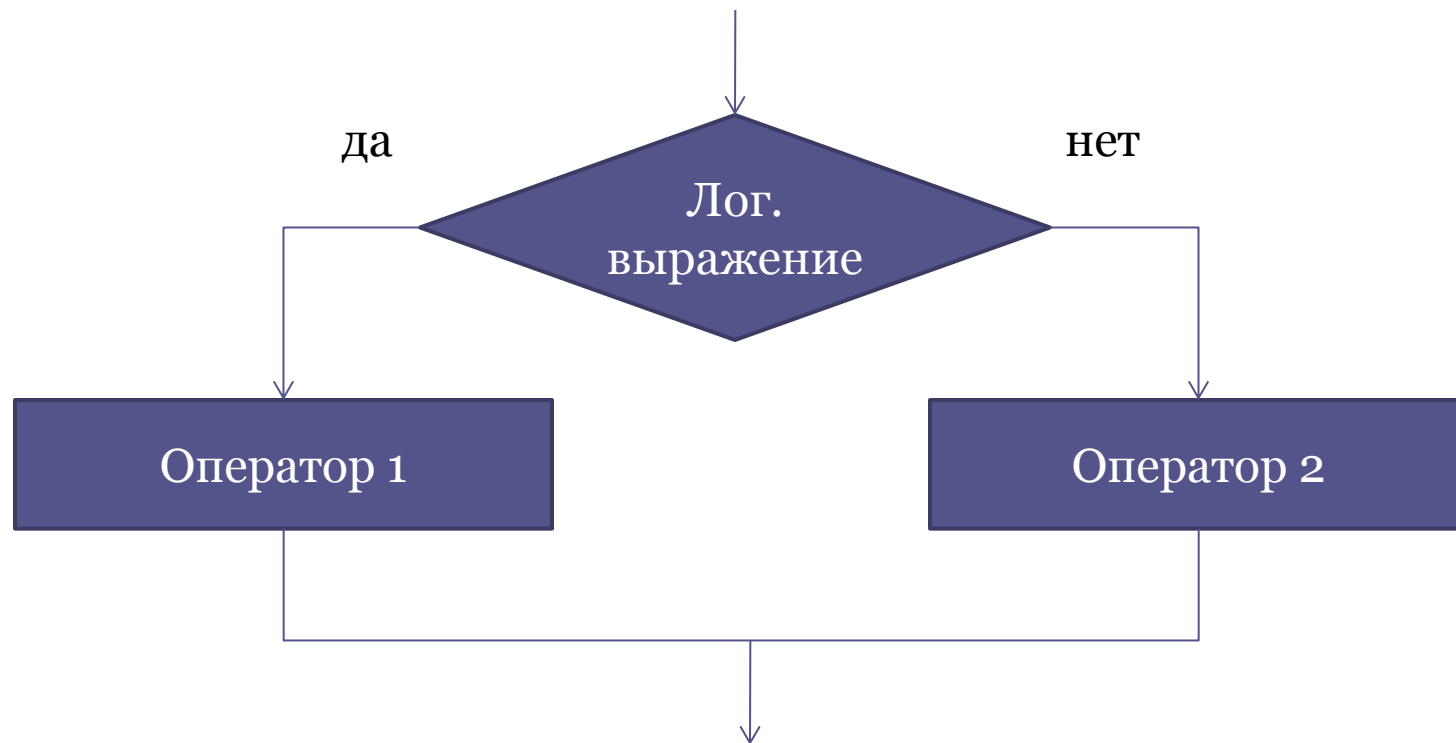 да
нет
Лог.
выражение
Оператор 1
Оператор 2